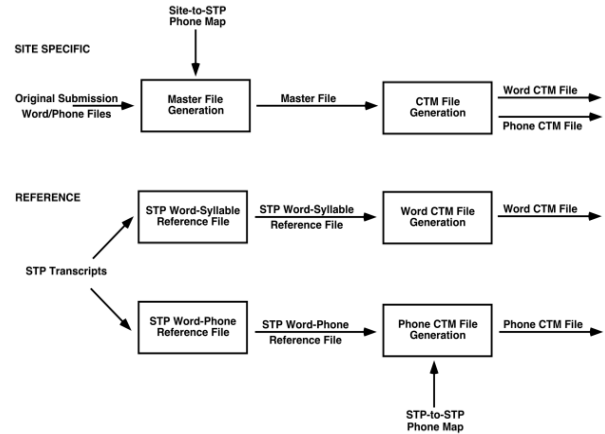 Site-to-STP
Phone Map
SITE SPECIFIC
Original Submission
Word/Phone Files
Master File
Generation
Master File
CTM File
Generation
Word CTM File
Phone CTM File
REFERENCE
STP Word-Syllable
Reference File
STP Word-Syllable
Reference File
Word CTM File
Generation
Word CTM File
STP Transcripts
STP Word-Phone
Reference File
STP Word-Phone
Reference File
Phone CTM File
Generation
Phone CTM File
STP-to-STP
Phone Map